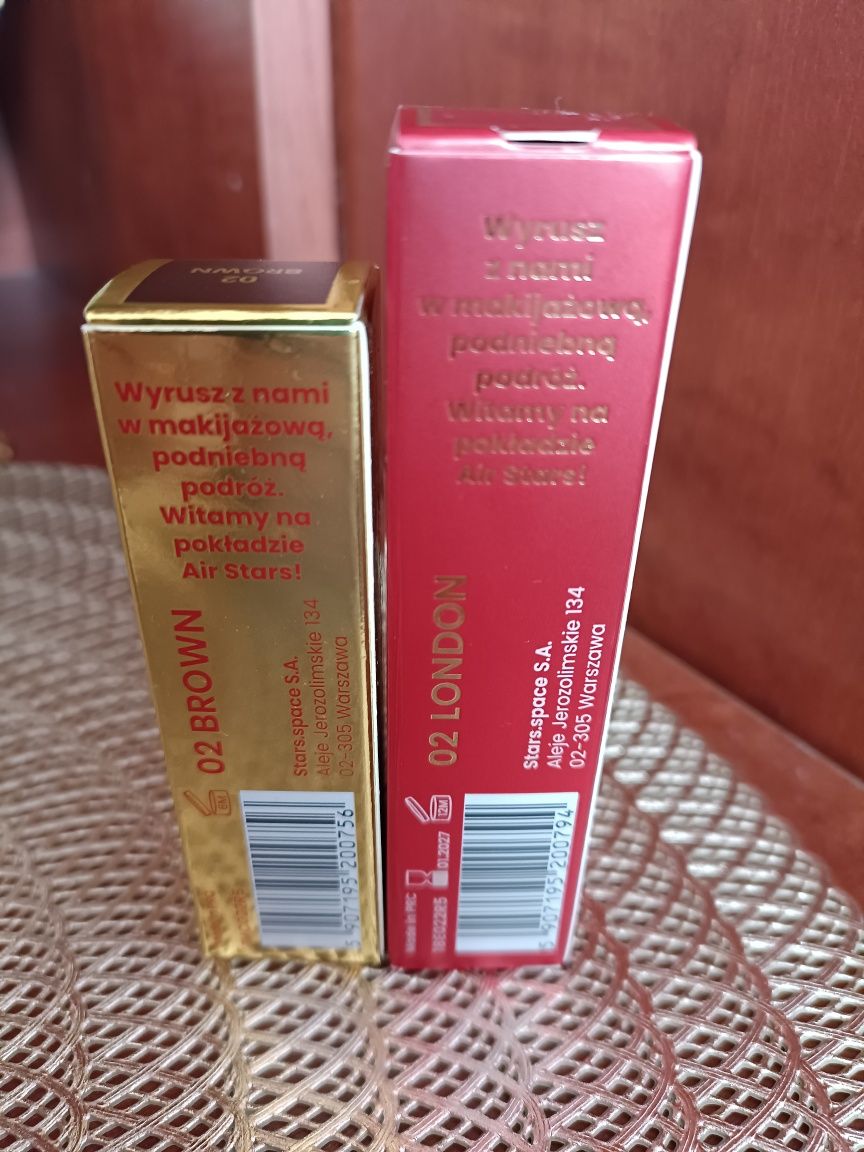 02
BROWN
Wyrusz z nami
w makijażową,
podniebną
podróż.
Witamy na
pokładzie
Air Stars!
02 BROWN
Stars.space S.A.
Aleje Jerozolimskie 134
02-305 Warszawa
6M
5 907195 200756
Wyrusz
z nami
w makijażową,
podniebną
podróż.
Witamy na
pokładzie
Air Stars!
02 LONDON
Stars.space S.A.
Aleje Jerozolimskie 134
02-305 Warszawa
12M
01.2027
Made in PRC
5 907195 200794